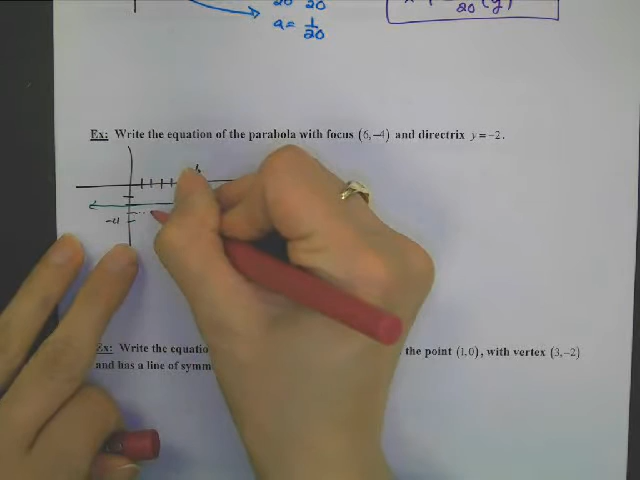 20 20
a = 1/20
20 (y)
Ex: Write the equation of the parabola with focus (6,−4) and directrix y = −2.
6
-4
Ex: Write the equatio the point (1,0), with vertex (3,−2)
and has a line of symm